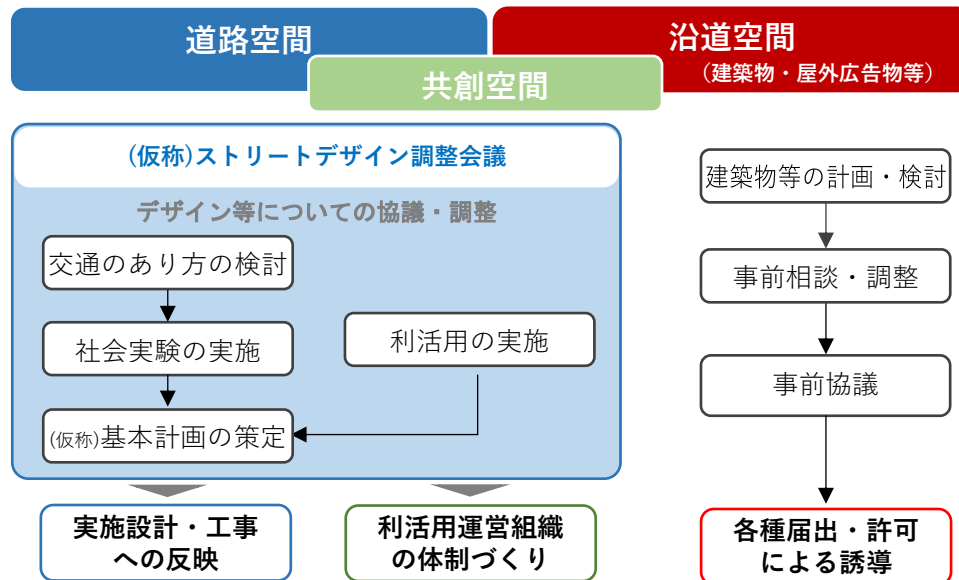 道路空間
沿道空間
(建築物・屋外広告物等)
共創空間
(仮称)ストリートデザイン調整会議
デザイン等についての協議・調整
交通のあり方の検討
社会実験の実施
利活用の実施
(仮称)基本計画の策定
実施設計・工事
への反映
利活用運営組織
の体制づくり
建築物等の計画・検討
事前相談・調整
事前協議
各種届出・許可
による誘導